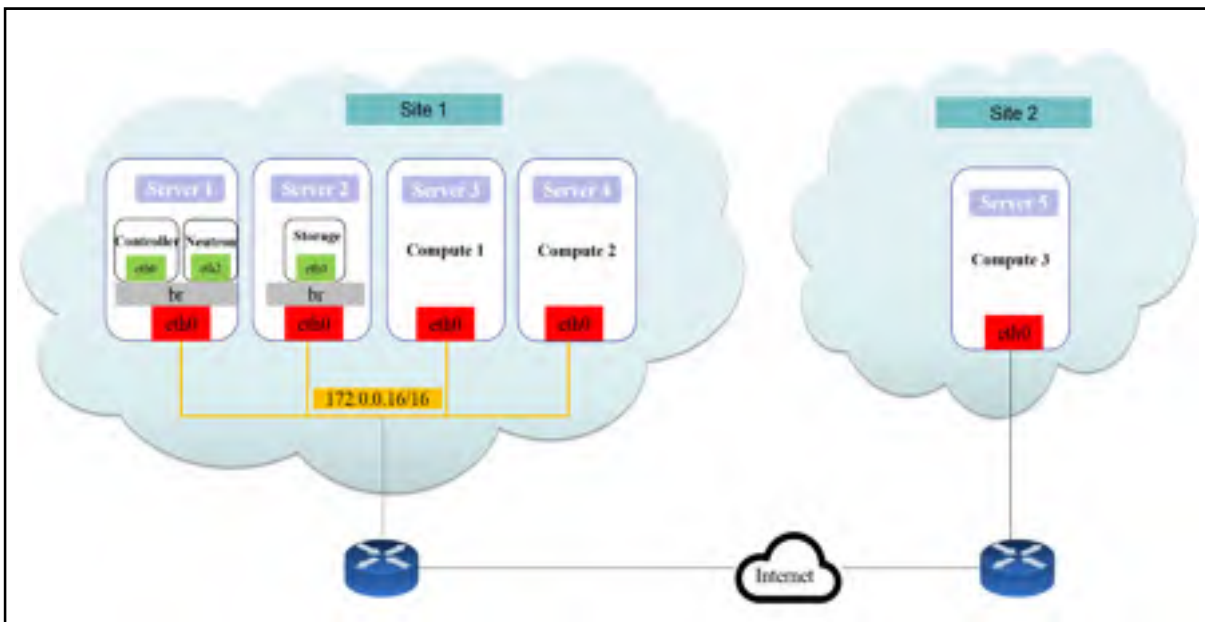 Site 1
Site 2
Server 1
Server 2
Server 3
Server 4
Server 5
Controller
Neutron
Storage
Compute 1
Compute 2
Compute 3
eth0
br
br
eth0
eth0
eth0
eth0
eth0
172.0.0.16/16
Internet